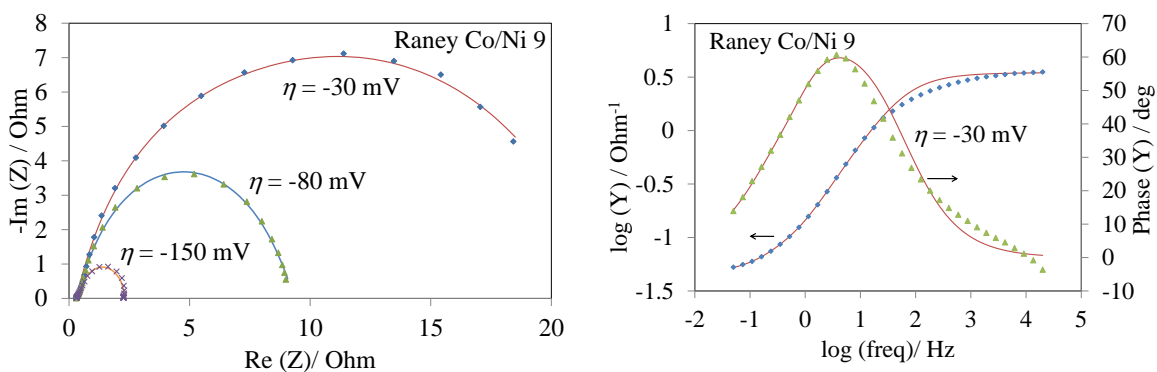 -8
-7
-6
-5
-4
-3
-2
-1
0
-Im (Z) / Ohm
Raney Co/Ni 9
η = -30 mV
η = -80 mV
η = -150 mV
0 5 10 15 20
Re (Z)/ Ohm
1
0.5
0
-0.5
-1
-1.5
log (Y) / Ohm⁻¹
Raney Co/Ni 9
η = -30 mV
70
60
50
40
30
20
10
0
-10
Phase (Y) / deg
-2 -1 0 1 2 3 4 5
log (freq)/ Hz